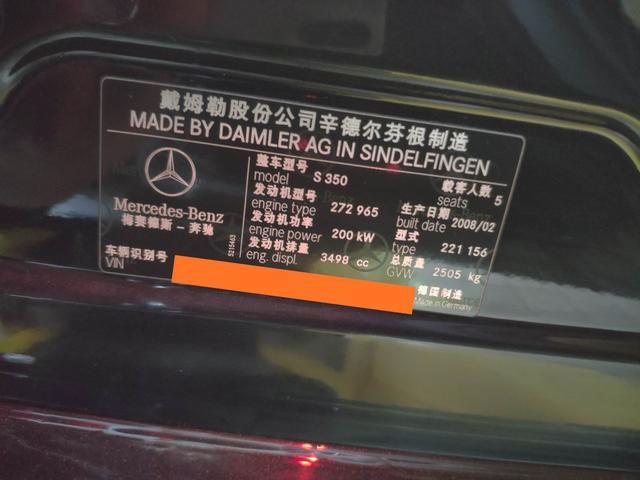 戴姆勒股份公司辛德尔芬根制造
MADE BY DAIMLER AG IN SINDELFINGEN
Mercedes-Benz
梅赛德斯－奔驰
整车型号
model S 350
发动机型号
engine type 272 965
发动机功率
engine power 200 kW
发动机排量
eng. displ. 3498 cc
载客人数
seats 5
生产日期
built date 2008/02
型式
type 221 156
总质量
GVW 2505 kg
车辆识别号
VIN
5215463
德国制造
Made in Germany